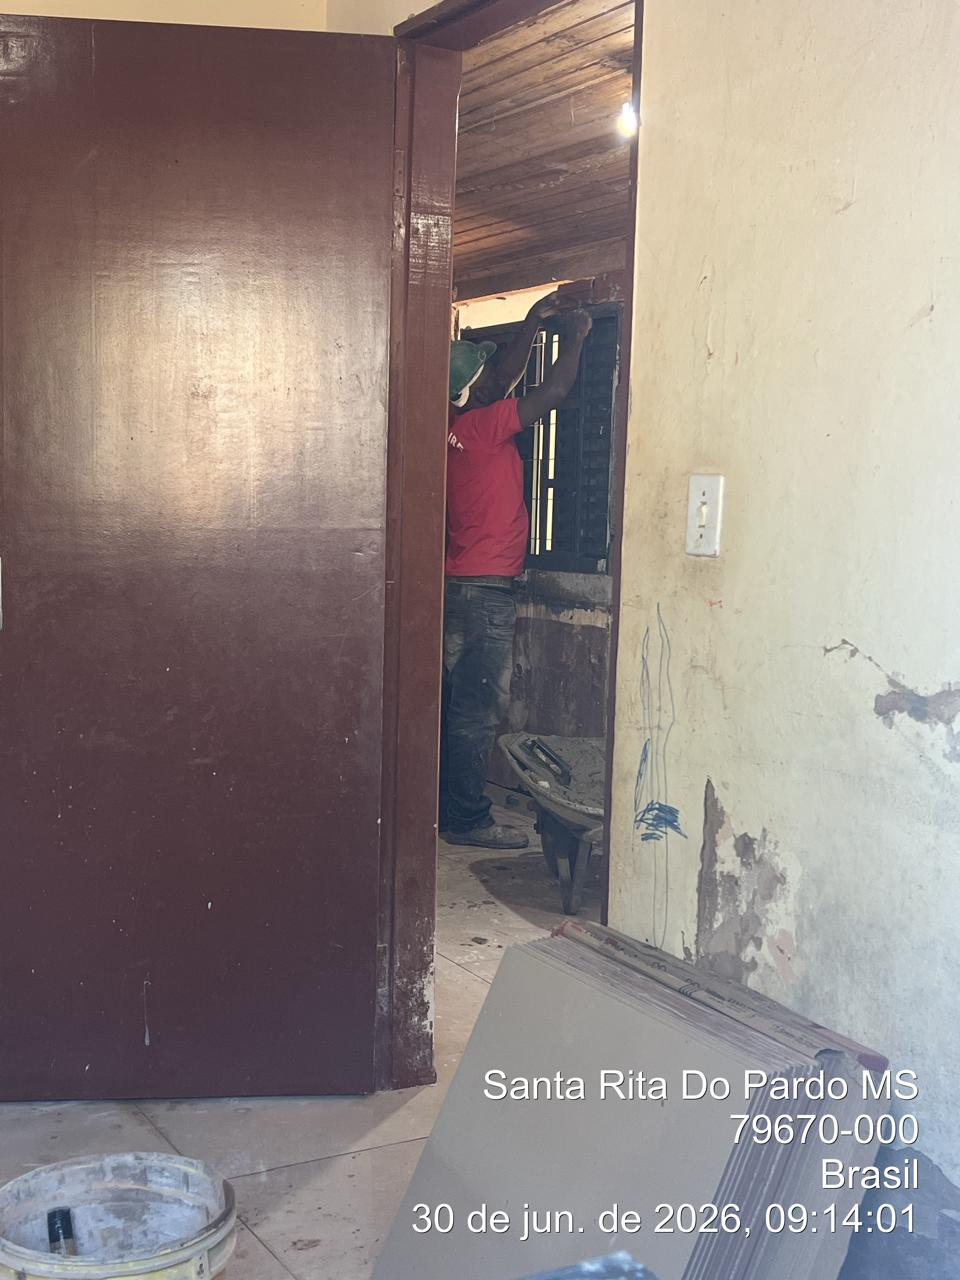 Santa Rita Do Pardo MS
79670-000
Brasil
30 de jun. de 2026, 09:14:01